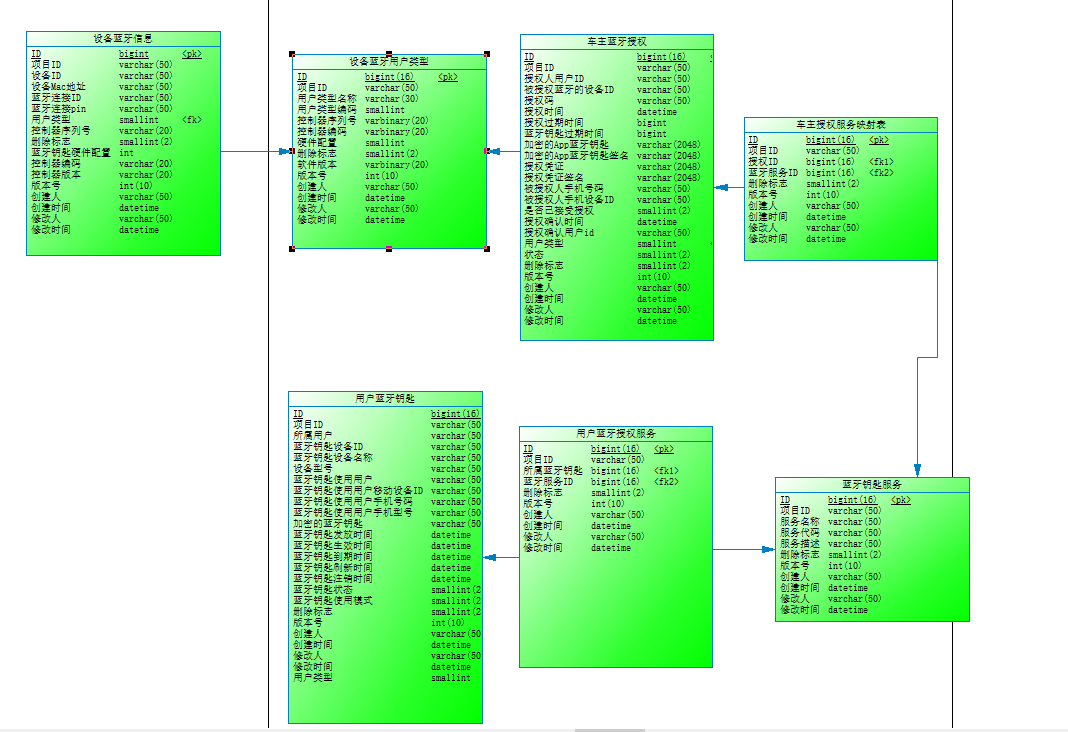 设备蓝牙信息
ID bigint <pk>
项目ID varchar(50)
设备ID varchar(50)
设备Mac地址 varchar(50)
蓝牙连接ID varchar(50)
蓝牙连接pin varchar(50)
用户类型 smallint <fk>
控制器序列号 varchar(20)
删除标志 smallint(2)
蓝牙钥匙硬件配置 int
控制器编码 varchar(20)
控制器版本 varchar(20)
版本号 int(10)
创建人 varchar(50)
创建时间 datetime
修改人 varchar(50)
修改时间 datetime
设备蓝牙用户类型
ID bigint(16) <pk>
项目ID varchar(50)
用户类型名称 varchar(30)
用户类型编码 smallint
控制器序列号 varbinary(20)
控制器编码 varbinary(20)
硬件配置 smallint
删除标志 smallint(2)
软件版本 varbinary(20)
版本号 int(10)
创建人 varchar(50)
创建时间 datetime
修改人 varchar(50)
修改时间 datetime
车主蓝牙授权
ID bigint(16)
项目ID varchar(50)
授权人用户ID varchar(50)
被授权蓝牙的设备ID varchar(50)
授权码 varchar(50)
授权时间 datetime
授权过期时间 bigint
蓝牙钥匙过期时间 bigint
加密的App蓝牙钥匙 varchar(2048)
加密的App蓝牙钥匙签名 varchar(2048)
授权凭证 varchar(2048)
授权凭证签名 varchar(2048)
被授权人手机号码 varchar(50)
被授权人手机设备ID varchar(50)
是否已接受授权 smallint(2)
授权确认时间 datetime
授权确认用户id varchar(50)
用户类型 smallint
状态 smallint(2)
删除标志 smallint(2)
版本号 int(10)
创建人 varchar(50)
创建时间 datetime
修改人 varchar(50)
修改时间 datetime
车主授权服务映射表
ID bigint(16) <pk>
项目ID varchar(50)
授权ID bigint(16) <fk1>
蓝牙服务ID bigint(16) <fk2>
删除标志 smallint(2)
版本号 int(10)
创建人 varchar(50)
创建时间 datetime
修改人 varchar(50)
修改时间 datetime
用户蓝牙钥匙
ID bigint(16)
项目ID varchar(50
所属用户 varchar(50
蓝牙钥匙设备ID varchar(50
蓝牙钥匙设备名称 varchar(50
设备型号 varchar(50
蓝牙钥匙使用用户 varchar(50
蓝牙钥匙使用用户移动设备ID varchar(50
蓝牙钥匙使用用户手机号码 varchar(50
蓝牙钥匙使用用户手机型号 varchar(50
加密的蓝牙钥匙 varchar(50
蓝牙钥匙发放时间 datetime
蓝牙钥匙生效时间 datetime
蓝牙钥匙到期时间 datetime
蓝牙钥匙刷新时间 datetime
蓝牙钥匙注销时间 datetime
蓝牙钥匙状态 smallint(2
蓝牙钥匙使用模式 smallint(2
删除标志 smallint(2
版本号 int(10)
创建人 varchar(50
创建时间 datetime
修改人 varchar(50
修改时间 datetime
用户类型 smallint
用户蓝牙授权服务
ID bigint(16) <pk>
项目ID varchar(50)
所属蓝牙钥匙 bigint(16) <fk1>
蓝牙服务ID bigint(16) <fk2>
删除标志 smallint(2)
版本号 int(10)
创建人 varchar(50)
创建时间 datetime
修改人 varchar(50)
修改时间 datetime
蓝牙钥匙服务
ID bigint(16) <pk>
项目ID varchar(50)
服务名称 varchar(50)
服务代码 varchar(50)
服务描述 varchar(50)
删除标志 smallint(2)
版本号 int(10)
创建人 varchar(50)
创建时间 datetime
修改人 varchar(50)
修改时间 datetime